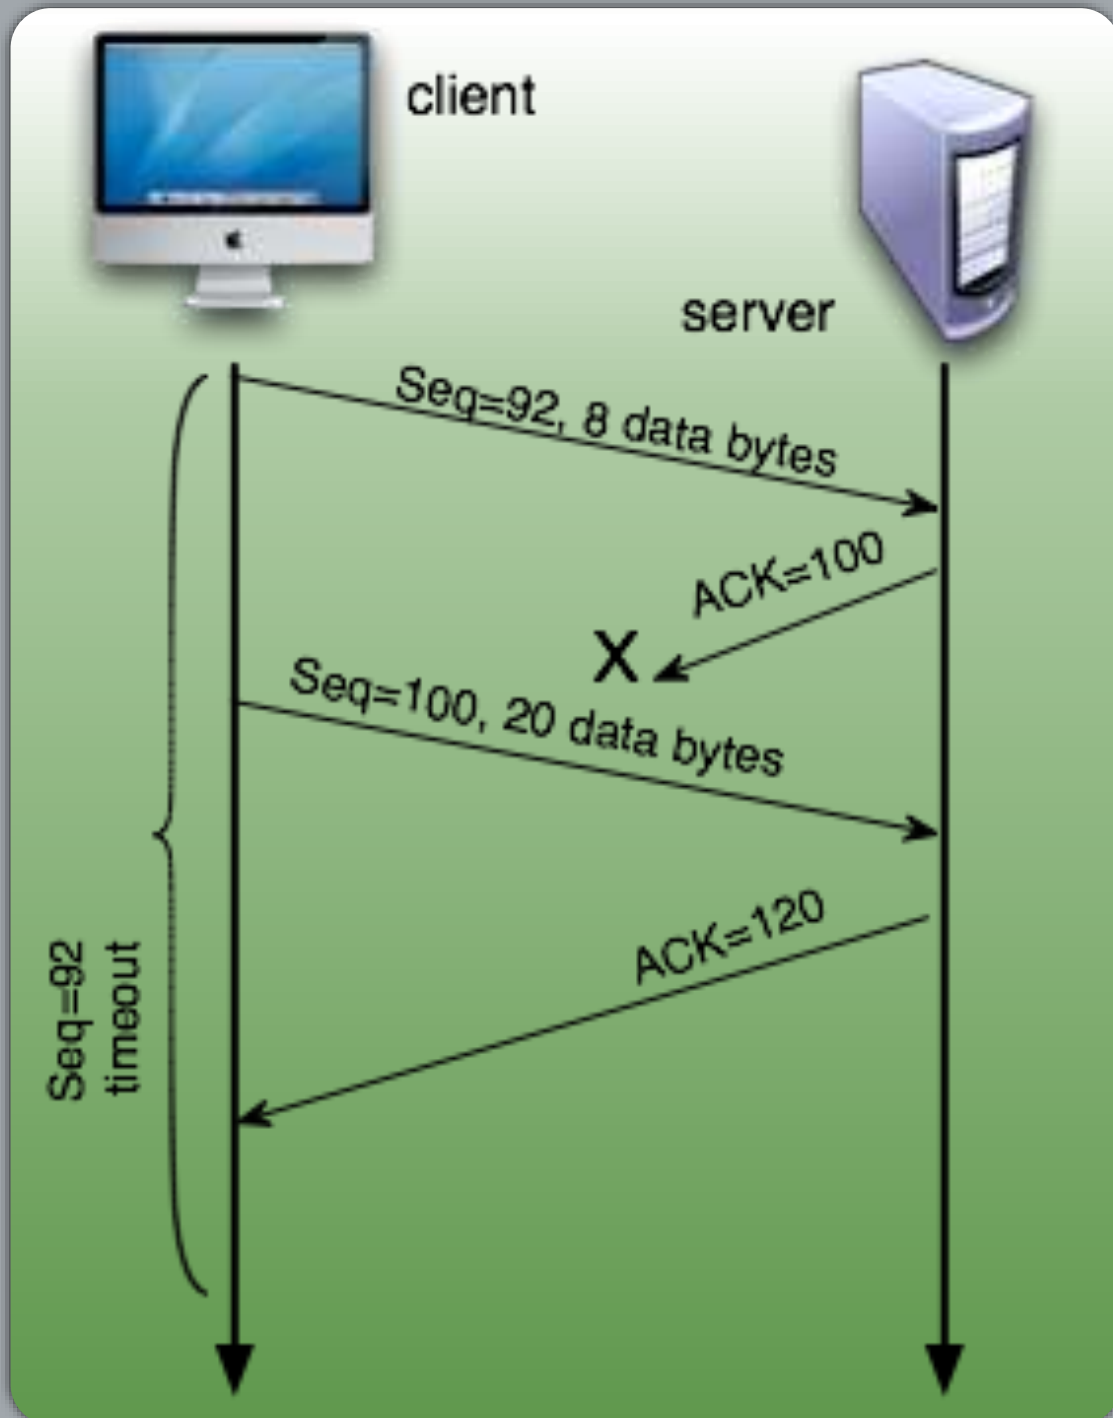 client
server
Seq=92, 8 data bytes
ACK=100
X
Seq=100, 20 data bytes
ACK=120
Seq=92
timeout